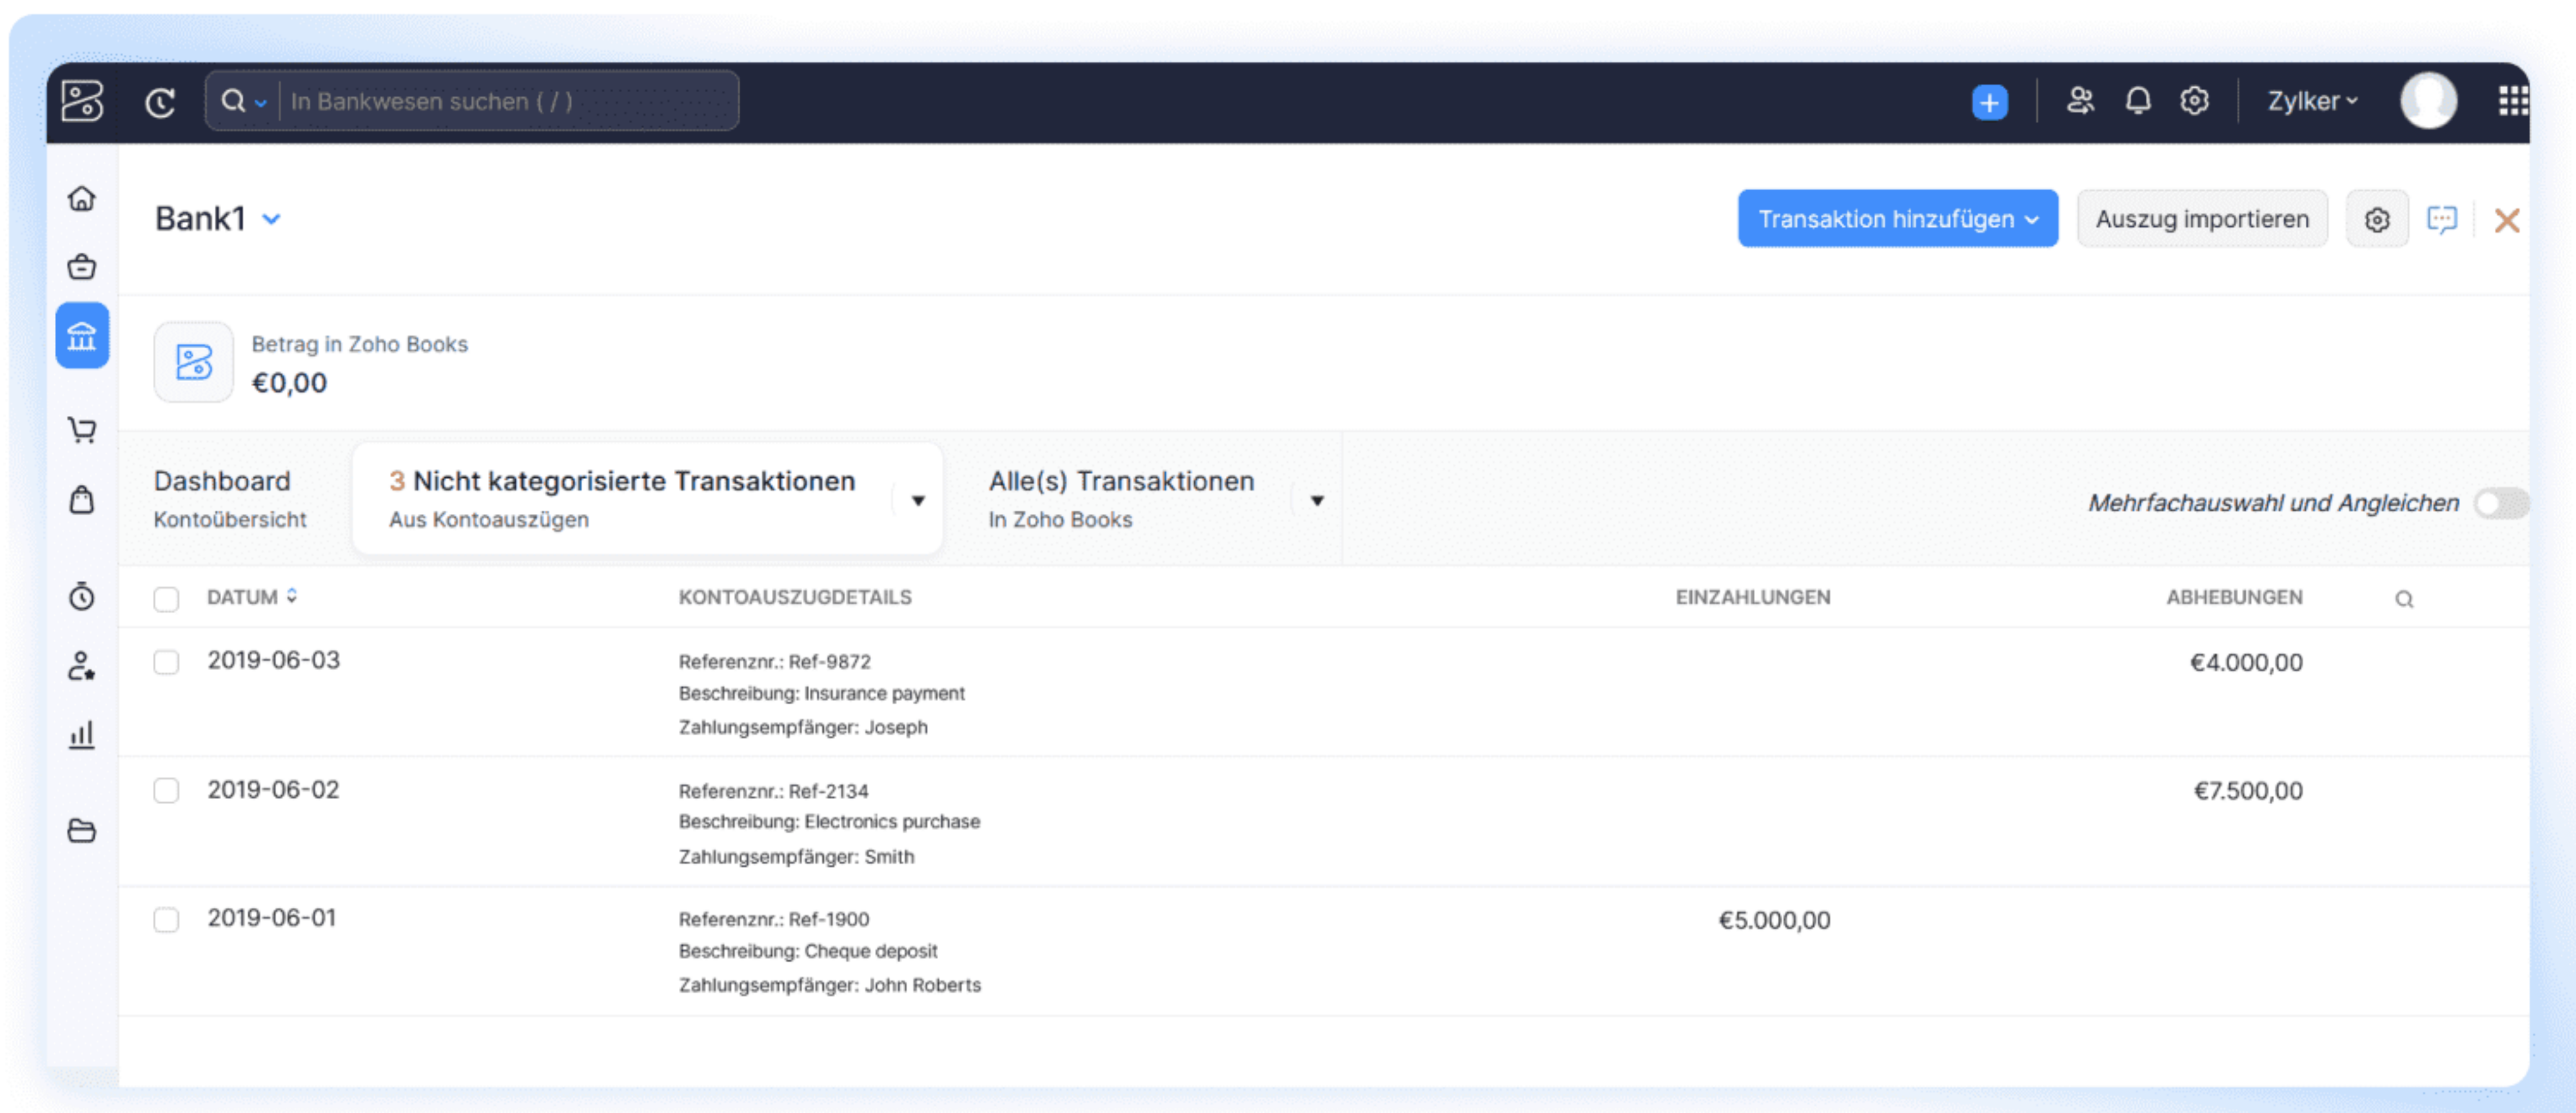 In Bankwesen suchen ( / )
Zylker
Bank1
Transaktion hinzufügen
Auszug importieren
Betrag in Zoho Books
€0,00
Dashboard
Kontoübersicht
3 Nicht kategorisierte Transaktionen
Aus Kontoauszügen
Alle(s) Transaktionen
In Zoho Books
Mehrfachauswahl und Angleichen
DATUM KONTOAUSZUGDETAILS EINZAHLUNGEN ABHEBUNGEN
2019-06-03 Referenznr.: Ref-9872 €4.000,00
Beschreibung: Insurance payment
Zahlungsempfänger: Joseph
2019-06-02 Referenznr.: Ref-2134 €7.500,00
Beschreibung: Electronics purchase
Zahlungsempfänger: Smith
2019-06-01 Referenznr.: Ref-1900 €5.000,00
Beschreibung: Cheque deposit
Zahlungsempfänger: John Roberts